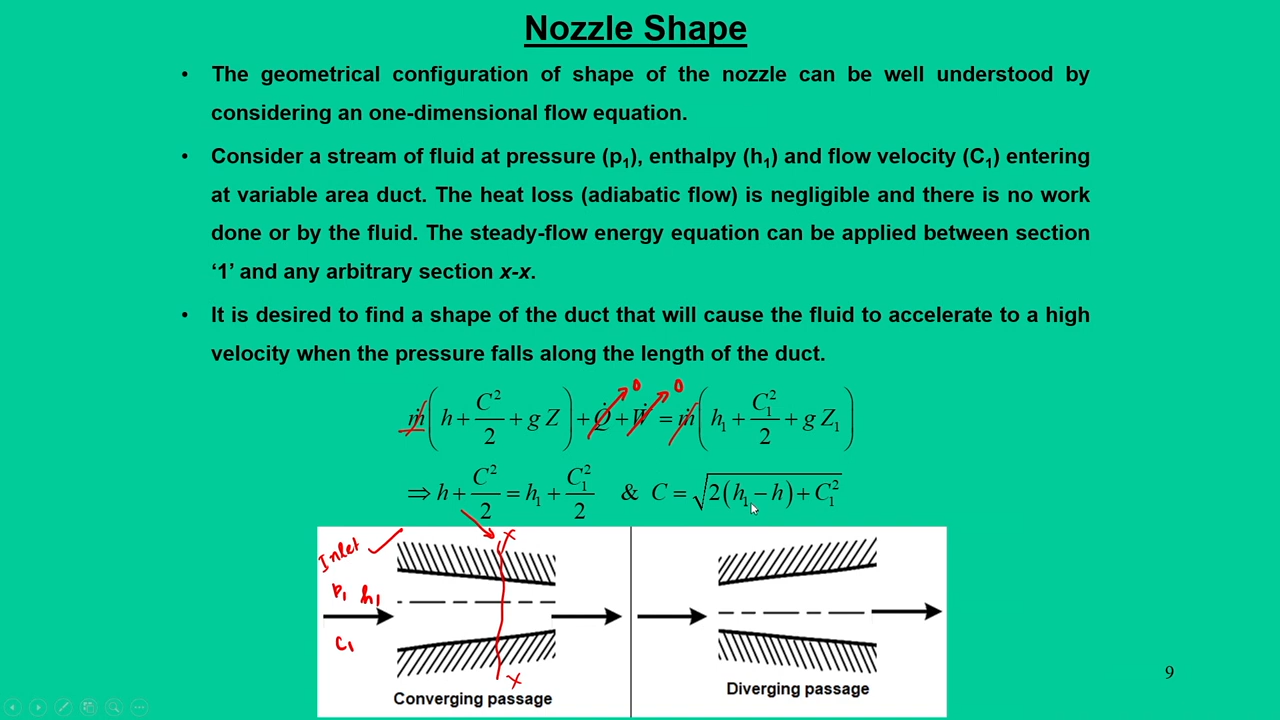 Nozzle Shape
• The geometrical configuration of shape of the nozzle can be well understood by
considering an one-dimensional flow equation.
• Consider a stream of fluid at pressure (p₁), enthalpy (h₁) and flow velocity (C₁) entering
at variable area duct. The heat loss (adiabatic flow) is negligible and there is no work
done or by the fluid. The steady-flow energy equation can be applied between section
‘1’ and any arbitrary section x-x.
• It is desired to find a shape of the duct that will cause the fluid to accelerate to a high
velocity when the pressure falls along the length of the duct.
0 0
ṁ(h + C²/2 + g Z) + Q̇ + Ẇ = ṁ(h₁ + C₁²/2 + g Z₁)
⇒ h + C²/2 = h₁ + C₁²/2 & C = √(2(h₁ − h) + C₁²)
Inlet
x
p₁ h₁
C₁
x
Converging passage
Diverging passage
9